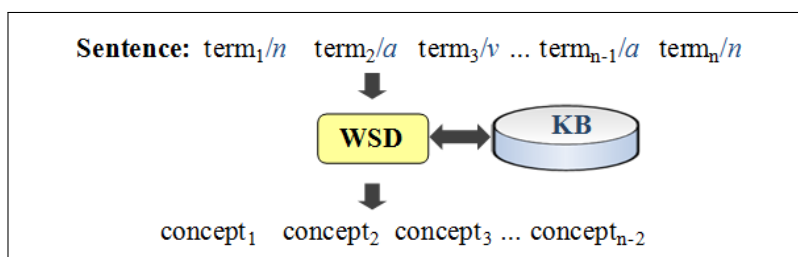 Sentence: term₁/n term₂/a term₃/v ... termₙ₋₁/a termₙ/n
WSD
KB
concept₁ concept₂ concept₃ ... conceptₙ₋₂